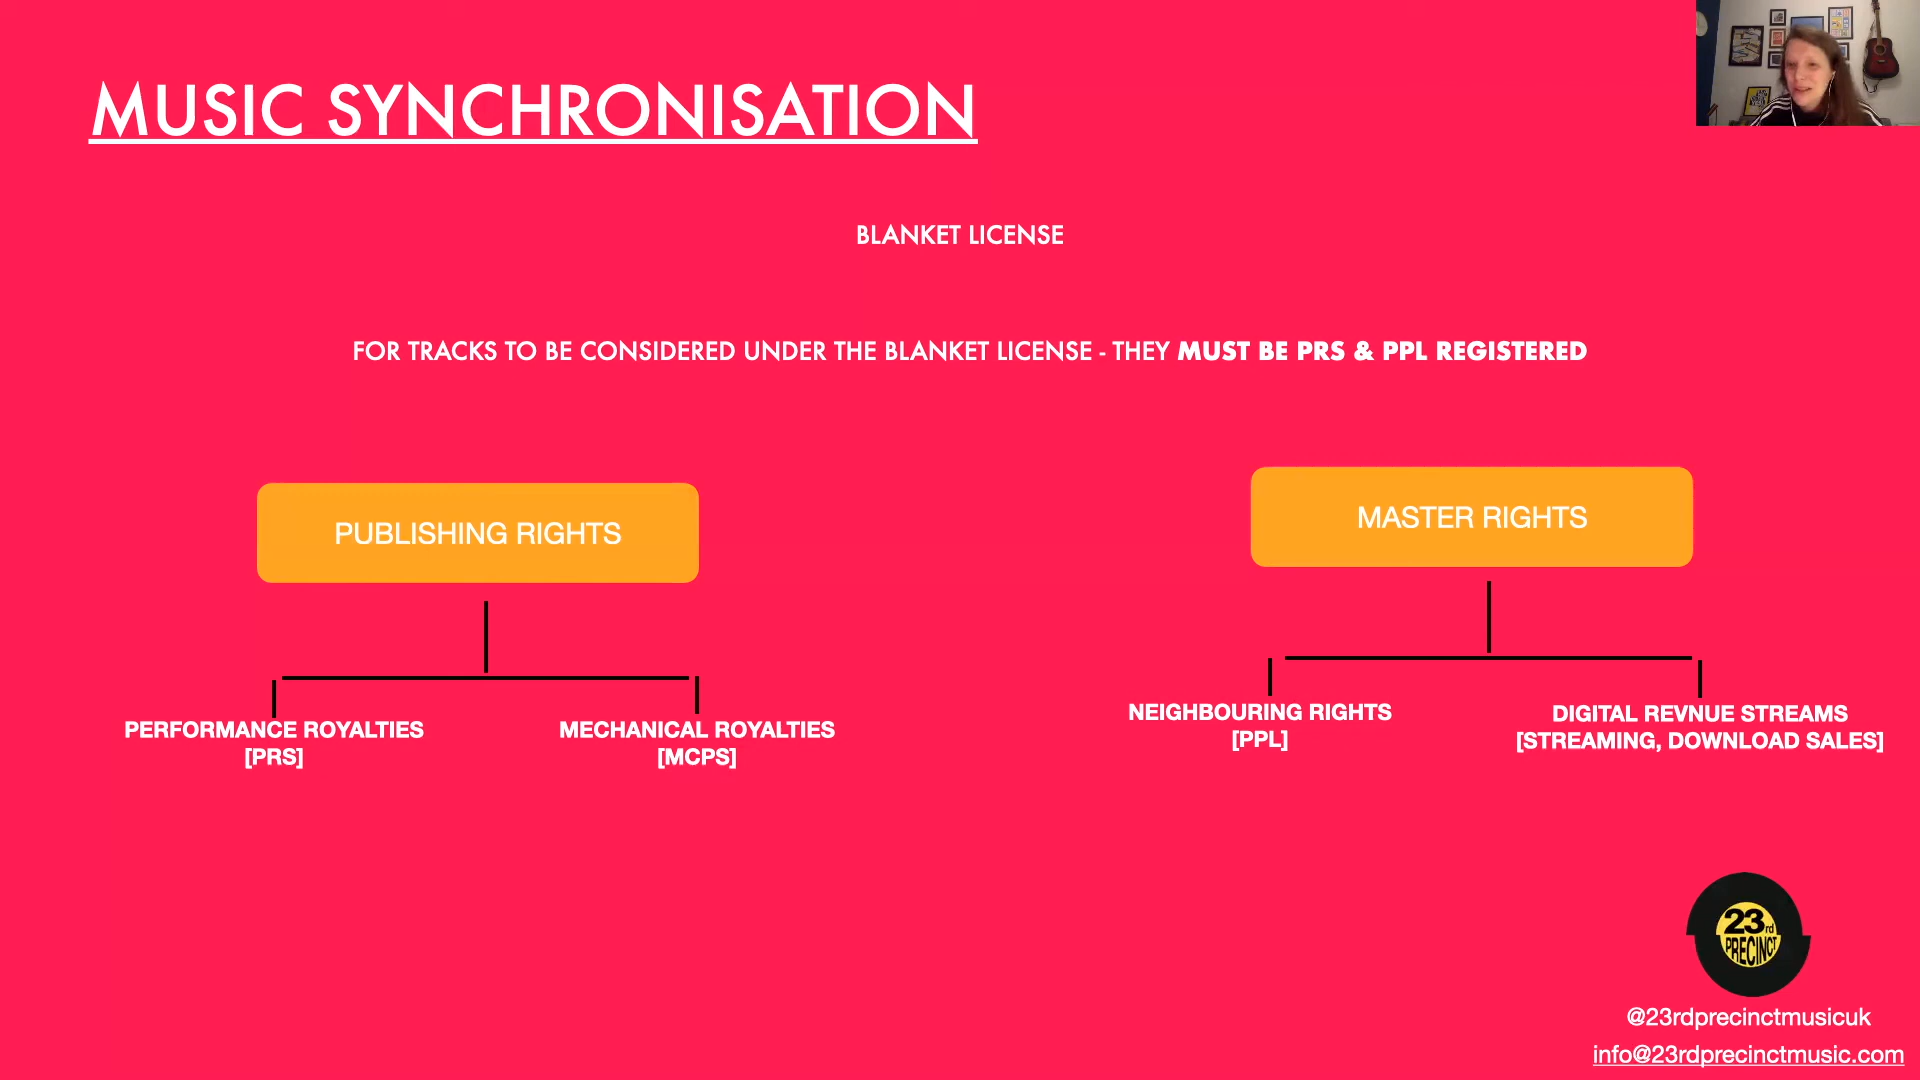 MUSIC SYNCHRONISATION
BLANKET LICENSE
FOR TRACKS TO BE CONSIDERED UNDER THE BLANKET LICENSE - THEY MUST BE PRS & PPL REGISTERED
PUBLISHING RIGHTS
PERFORMANCE ROYALTIES
[PRS]
MECHANICAL ROYALTIES
[MCPS]
MASTER RIGHTS
NEIGHBOURING RIGHTS
[PPL]
DIGITAL REVNUE STREAMS
[STREAMING, DOWNLOAD SALES]
23rd
PRECINCT
@23rdprecinctmusicuk
info@23rdprecinctmusic.com